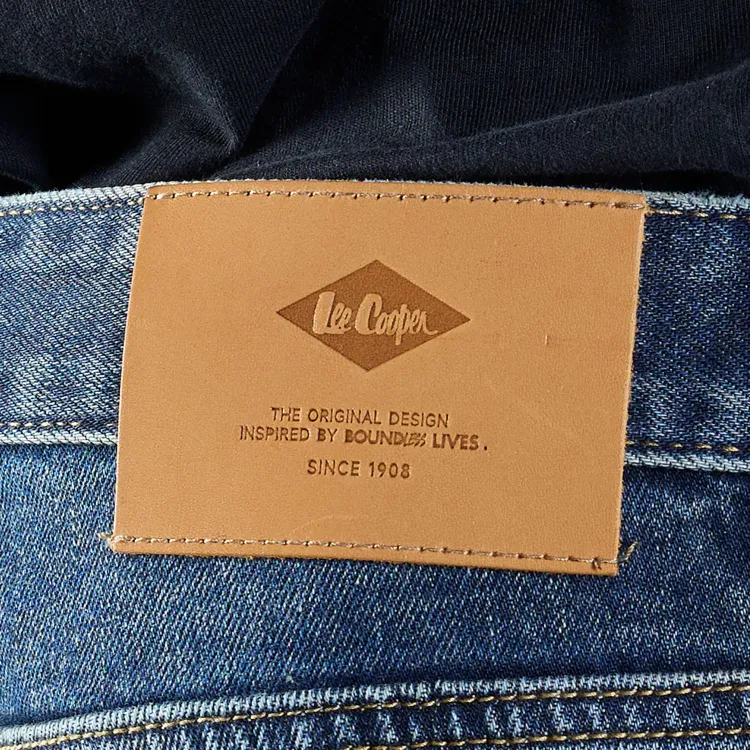 Lee Cooper
THE ORIGINAL DESIGN
INSPIRED BY BOUNDLESS LIVES.
SINCE 1908